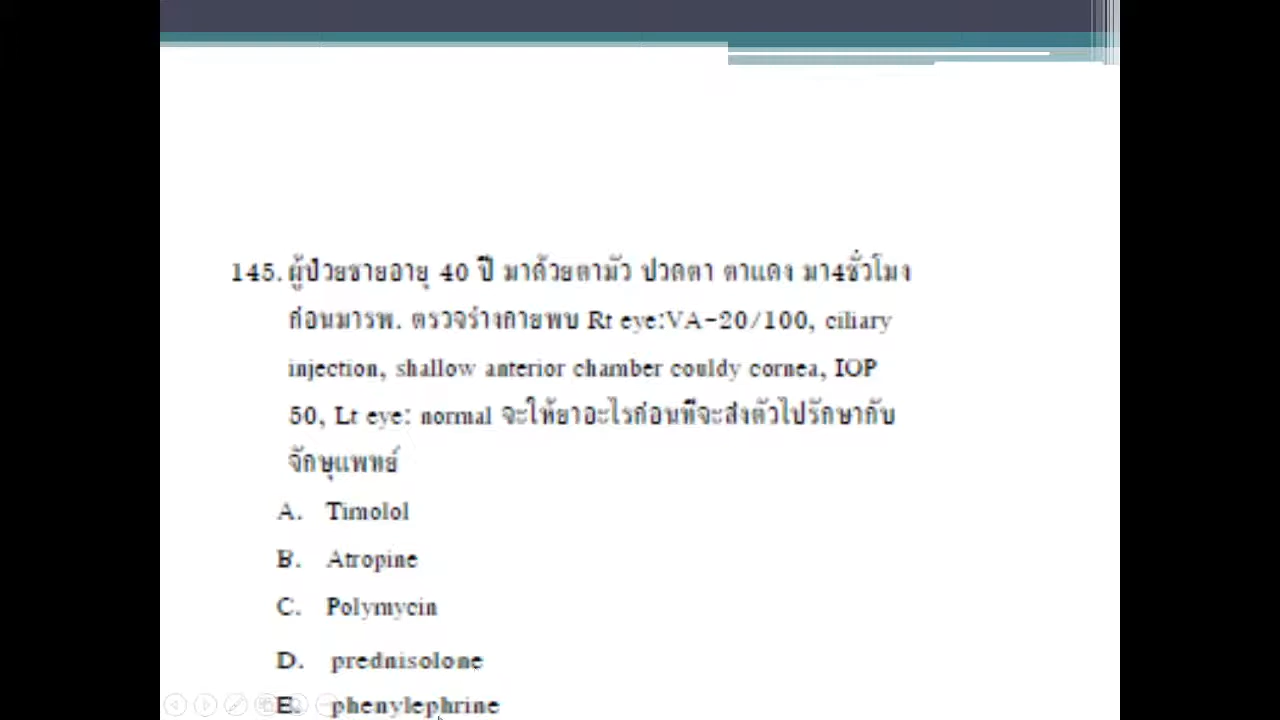 145. ผู้ป่วยชายอายุ 40 ปี มาด้วยตามัว ปวดตา ตาแดง มา4ชั่วโมง
ก่อนมารพ. ตรวจร่างกายพบ Rt eye:VA-20/100, ciliary
injection, shallow anterior chamber couldy cornea, IOP
50, Lt eye: normal จะให้ยาอะไรก่อนที่จะส่งตัวไปรักษากับ
จักษุแพทย์
A. Timolol
B. Atropine
C. Polymycin
D. prednisolone
E. phenylephrine